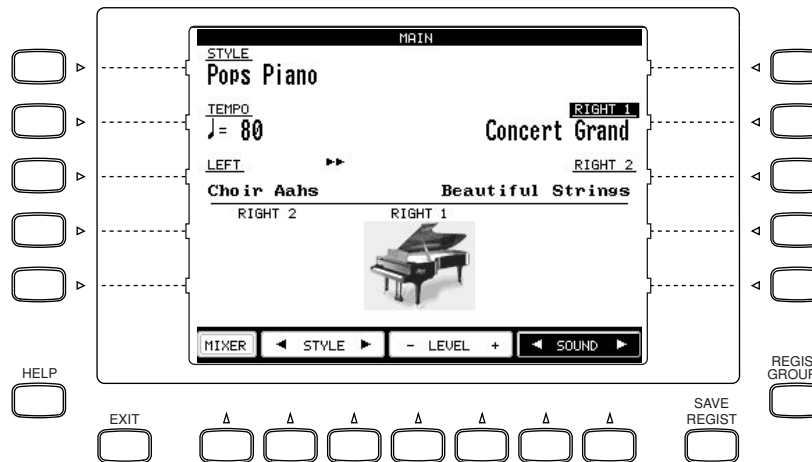 MAIN
STYLE
Pops Piano
TEMPO RIGHT 1
♩= 80 Concert Grand
LEFT RIGHT 2
Choir Aahs Beautiful Strings
RIGHT 2 RIGHT 1
MIXER ◄ STYLE ► - LEVEL + ◄ SOUND ►
HELP
EXIT
SAVE
REGIST
REGIS
GROUP